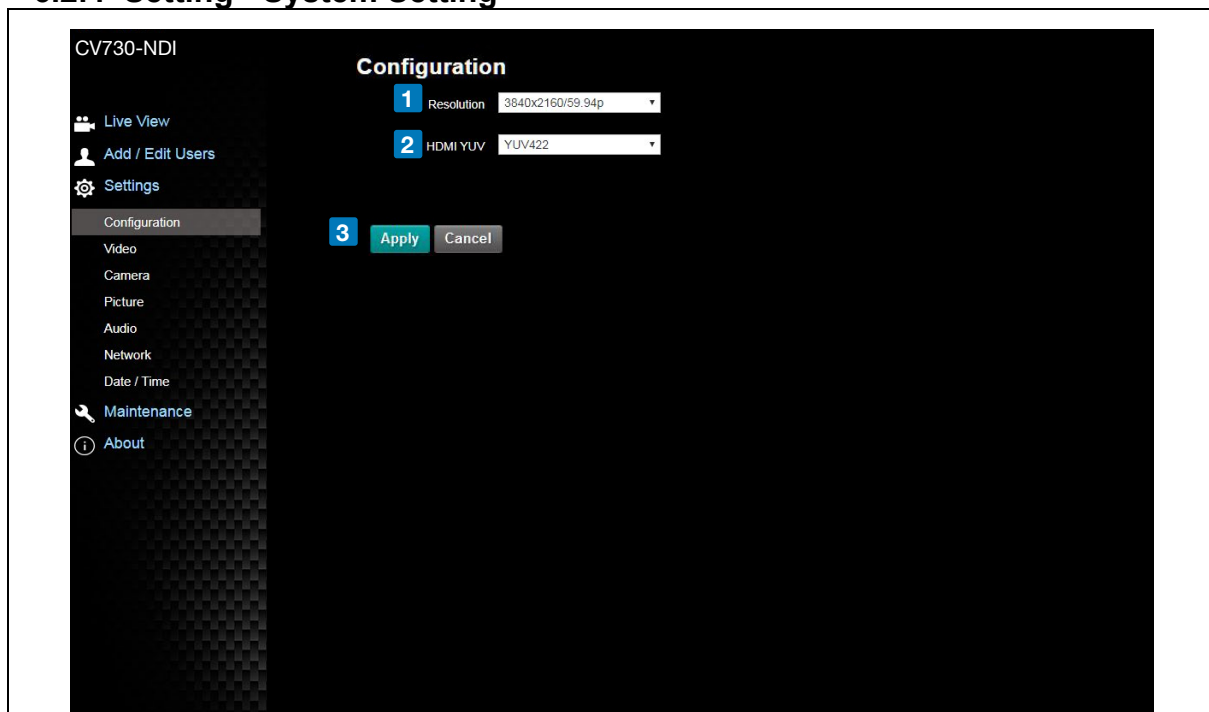 CV730-NDI
Configuration
1 Resolution 3840x2160/59.94p
2 HDMI YUV YUV422
3 Apply Cancel
Live View
Add / Edit Users
Settings
Configuration
Video
Camera
Picture
Audio
Network
Date / Time
Maintenance
About